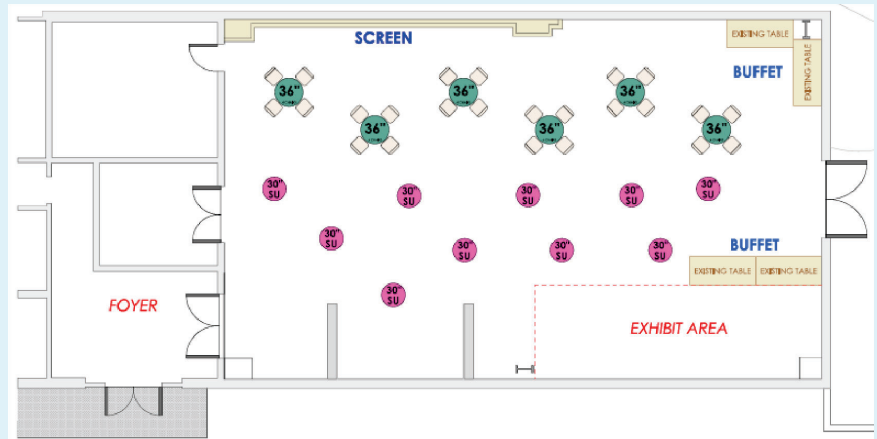 SCREEN
EXISTING TABLE
EXISTING TABLE
BUFFET
36"
36"
36"
36"
36"
36"
30"
SU
30"
SU
30"
SU
30"
SU
30"
SU
30"
SU
30"
SU
30"
SU
30"
SU
30"
SU
BUFFET
EXISTING TABLE
EXISTING TABLE
FOYER
EXHIBIT AREA